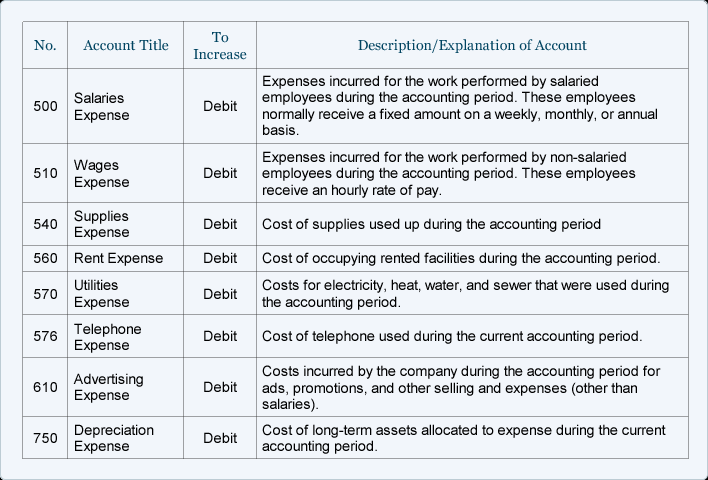 No.
Account Title
To
Increase
Description/Explanation of Account
500
Salaries
Expense
Debit
Expenses incurred for the work performed by salaried
employees during the accounting period. These employees
normally receive a fixed amount on a weekly, monthly, or annual
basis.
510
Wages
Expense
Debit
Expenses incurred for the work performed by non-salaried
employees during the accounting period. These employees
receive an hourly rate of pay.
540
Supplies
Expense
Debit
Cost of supplies used up during the accounting period
560
Rent Expense
Debit
Cost of occupying rented facilities during the accounting period.
570
Utilities
Expense
Debit
Costs for electricity, heat, water, and sewer that were used during
the accounting period.
576
Telephone
Expense
Debit
Cost of telephone used during the current accounting period.
610
Advertising
Expense
Debit
Costs incurred by the company during the accounting period for
ads, promotions, and other selling and expenses (other than
salaries).
750
Depreciation
Expense
Debit
Cost of long-term assets allocated to expense during the current
accounting period.